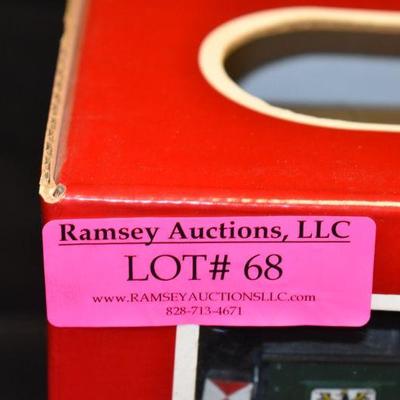 Ramsey Auctions, LLC
LOT# 68
www.RAMSEYAUCTIONSLLC.com
828-713-4671